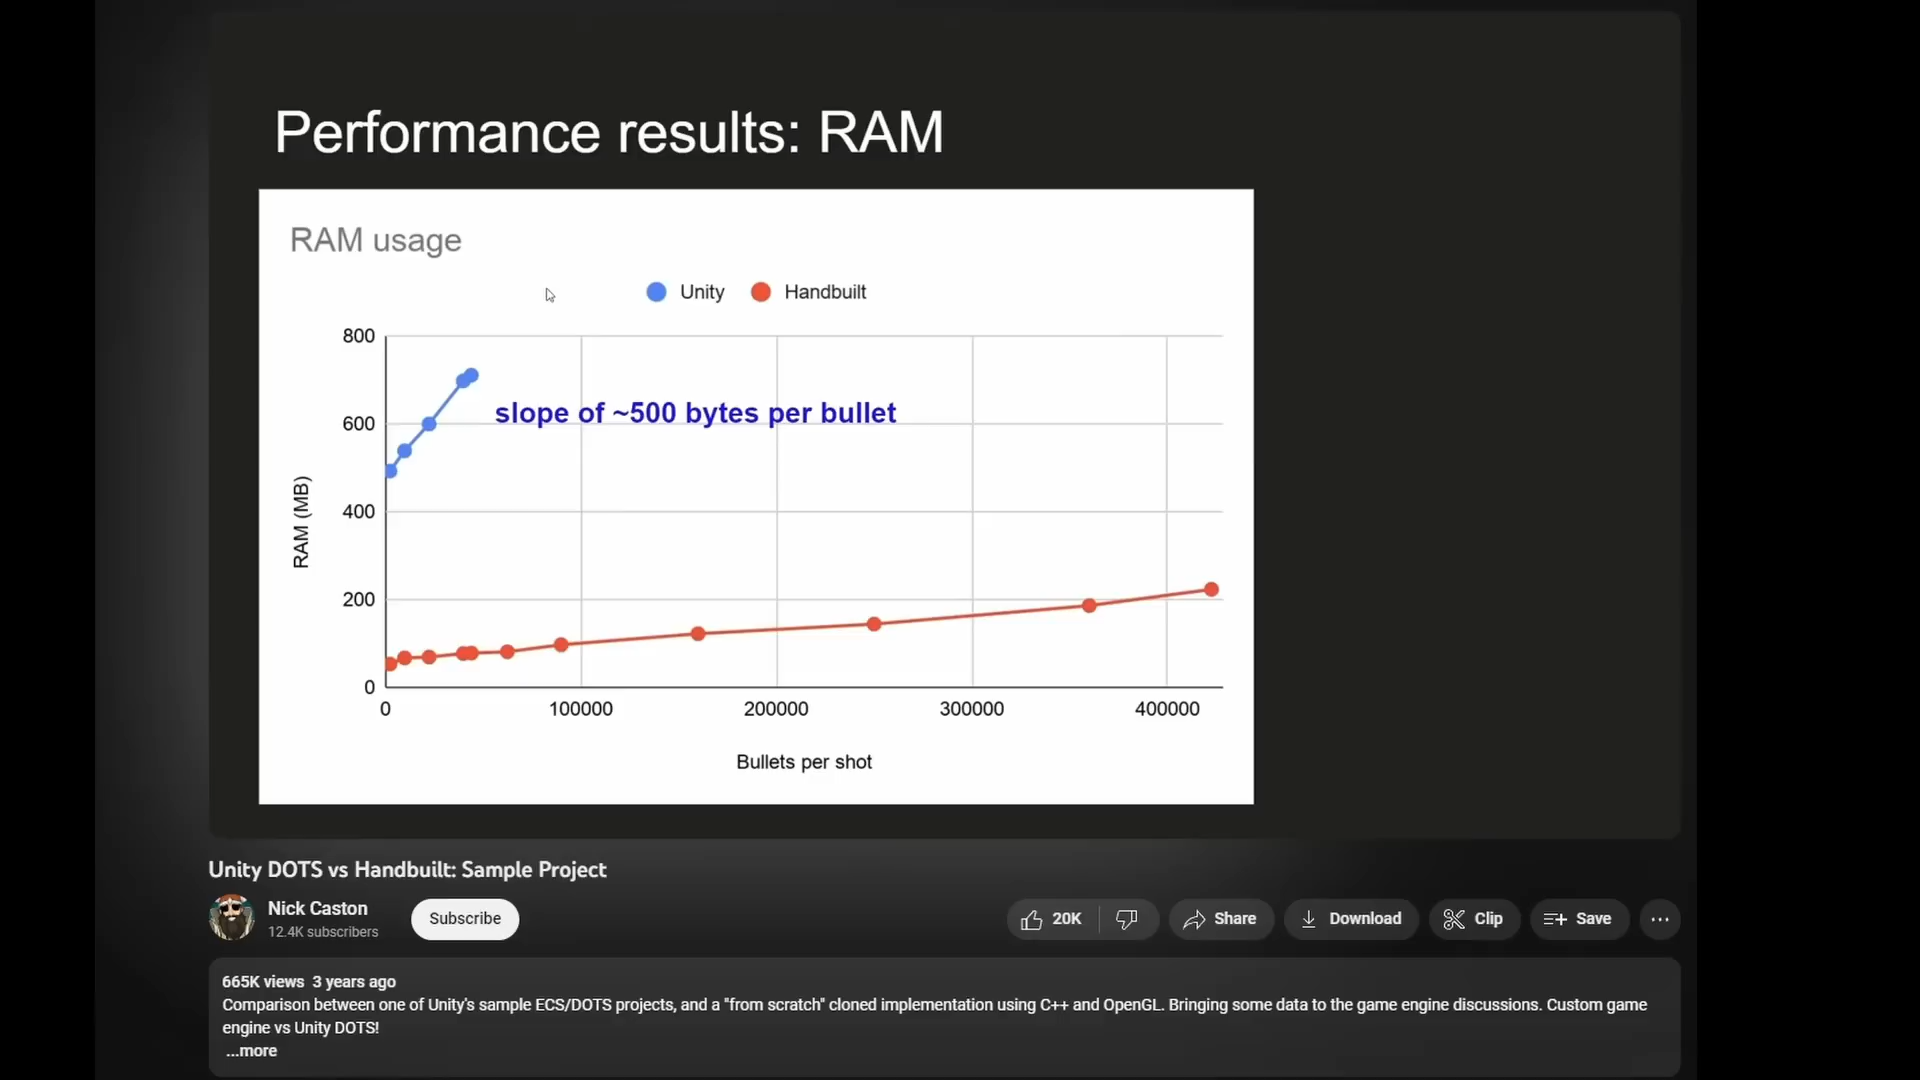 Performance results: RAM
RAM usage
Unity
Handbuilt
800
600
400
200
0
RAM (MB)
slope of ~500 bytes per bullet
0
100000
200000
300000
400000
Bullets per shot
Unity DOTS vs Handbuilt: Sample Project
Nick Caston
12.4K subscribers
Subscribe
20K
Share
Download
Clip
Save
665K views 3 years ago
Comparison between one of Unity's sample ECS/DOTS projects, and a "from scratch" cloned implementation using C++ and OpenGL. Bringing some data to the game engine discussions. Custom game
engine vs Unity DOTS!
...more